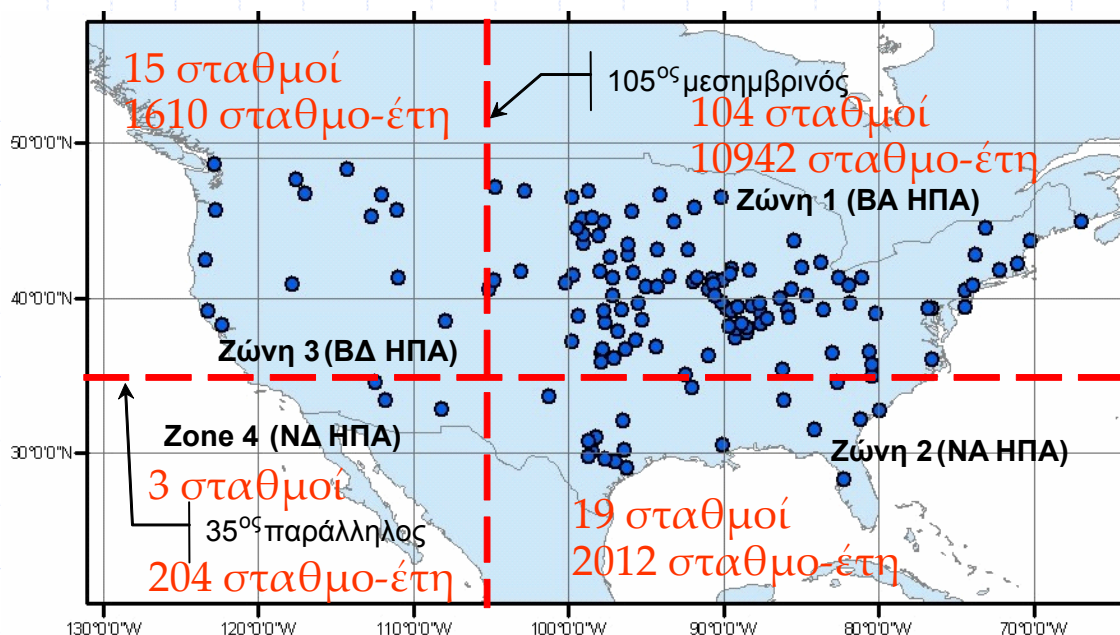 15 σταθμοί
1610 σταθμο-έτη
105ος μεσημβρινός
104 σταθμοί
10942 σταθμο-έτη
50°0'0"N
Ζώνη 1 (ΒΑ ΗΠΑ)
40°0'0"N
Ζώνη 3 (ΒΔ ΗΠΑ)
Zone 4 (ΝΔ ΗΠΑ)
30°0'0"N
Ζώνη 2 (ΝΑ ΗΠΑ)
3 σταθμοί
35ος παράλληλος
204 σταθμο-έτη
19 σταθμοί
2012 σταθμο-έτη
130°0'0"W 120°0'0"W 110°0'0"W 100°0'0"W 90°0'0"W 80°0'0"W 70°0'0"W